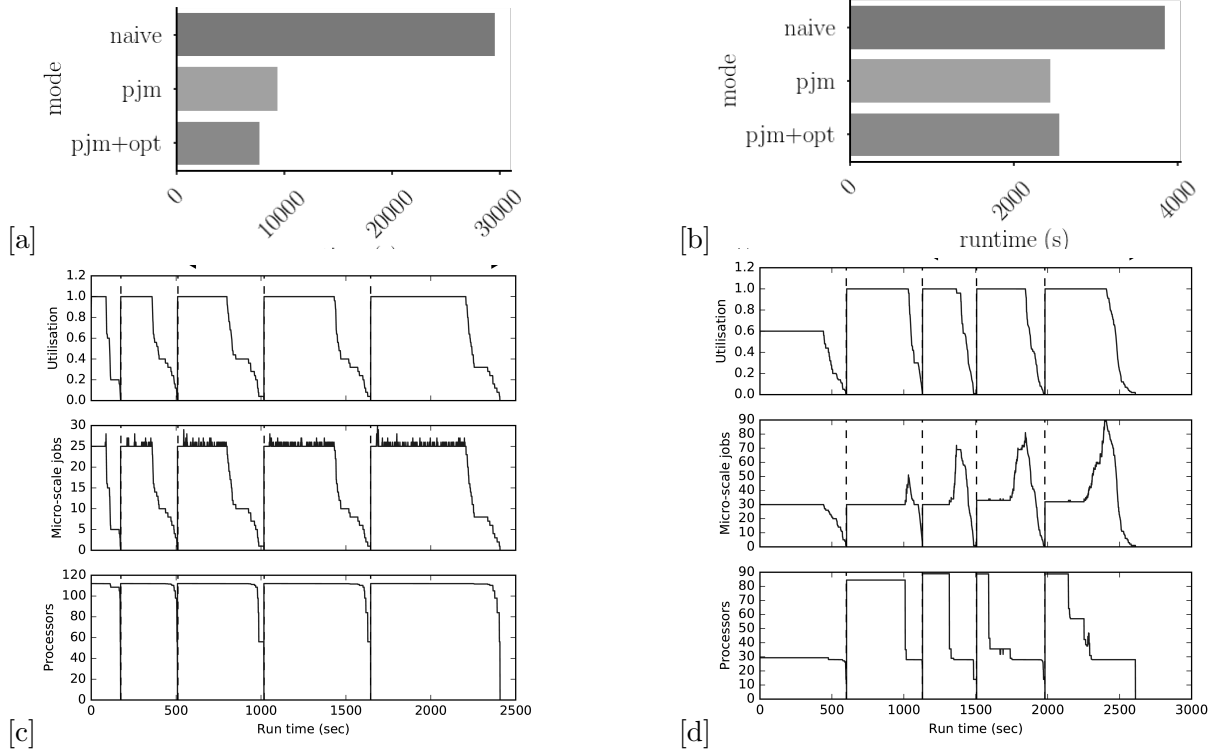 naive
pjm
pjm+opt
mode
0
10000
20000
30000
[a]
naive
pjm
pjm+opt
mode
0
2000
4000
runtime (s)
[b]
1.2
1.0
0.8
0.6
0.4
0.2
0.0
Utilisation
30
25
20
15
10
5
0
Micro-scale jobs
120
100
80
60
40
20
0
Processors
0 500 1000 1500 2000 2500
Run time (sec)
[c]
1.2
1.0
0.8
0.6
0.4
0.2
0.0
Utilisation
90
80
70
60
50
40
30
20
10
0
Micro-scale jobs
90
80
70
60
50
40
30
20
10
0
Processors
0 500 1000 1500 2000 2500 3000
Run time (sec)
[d]